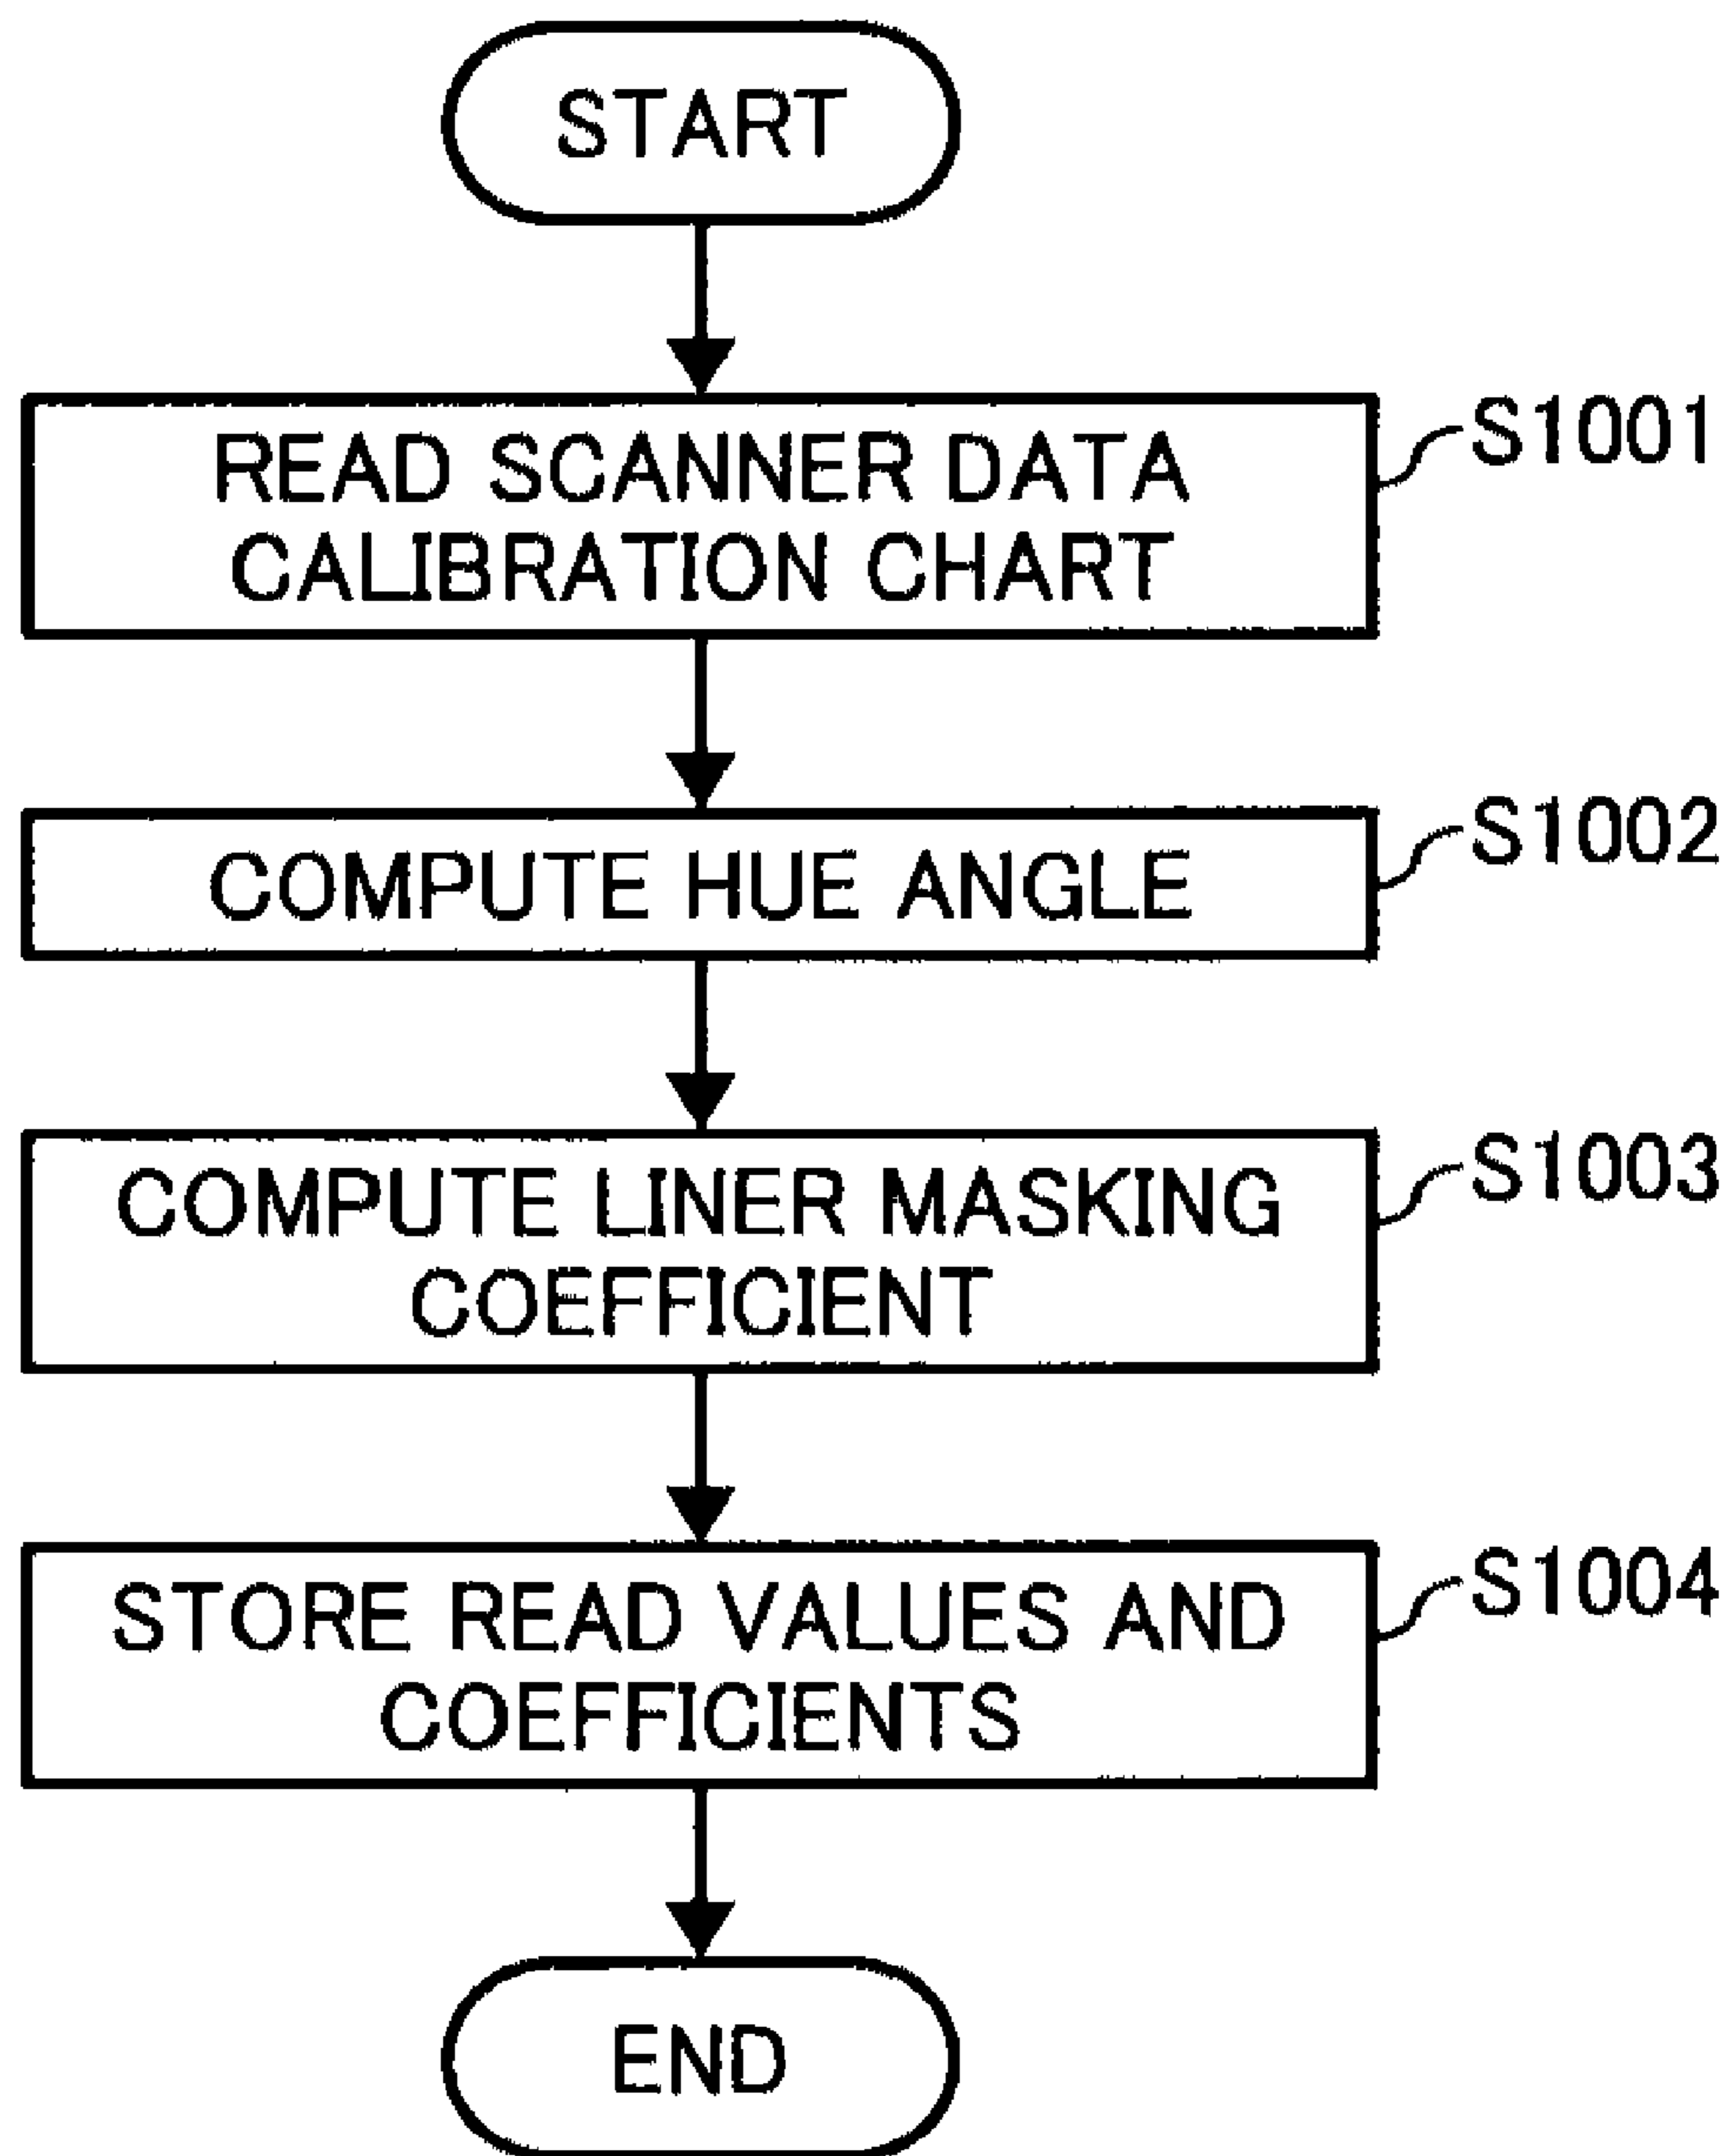 START
READ SCANNER DATA
CALIBRATION CHART
S1001
COMPUTE HUE ANGLE
S1002
COMPUTE LINER MASKING
COEFFICIENT
S1003
STORE READ VALUES AND
COEFFICIENTS
S1004
END